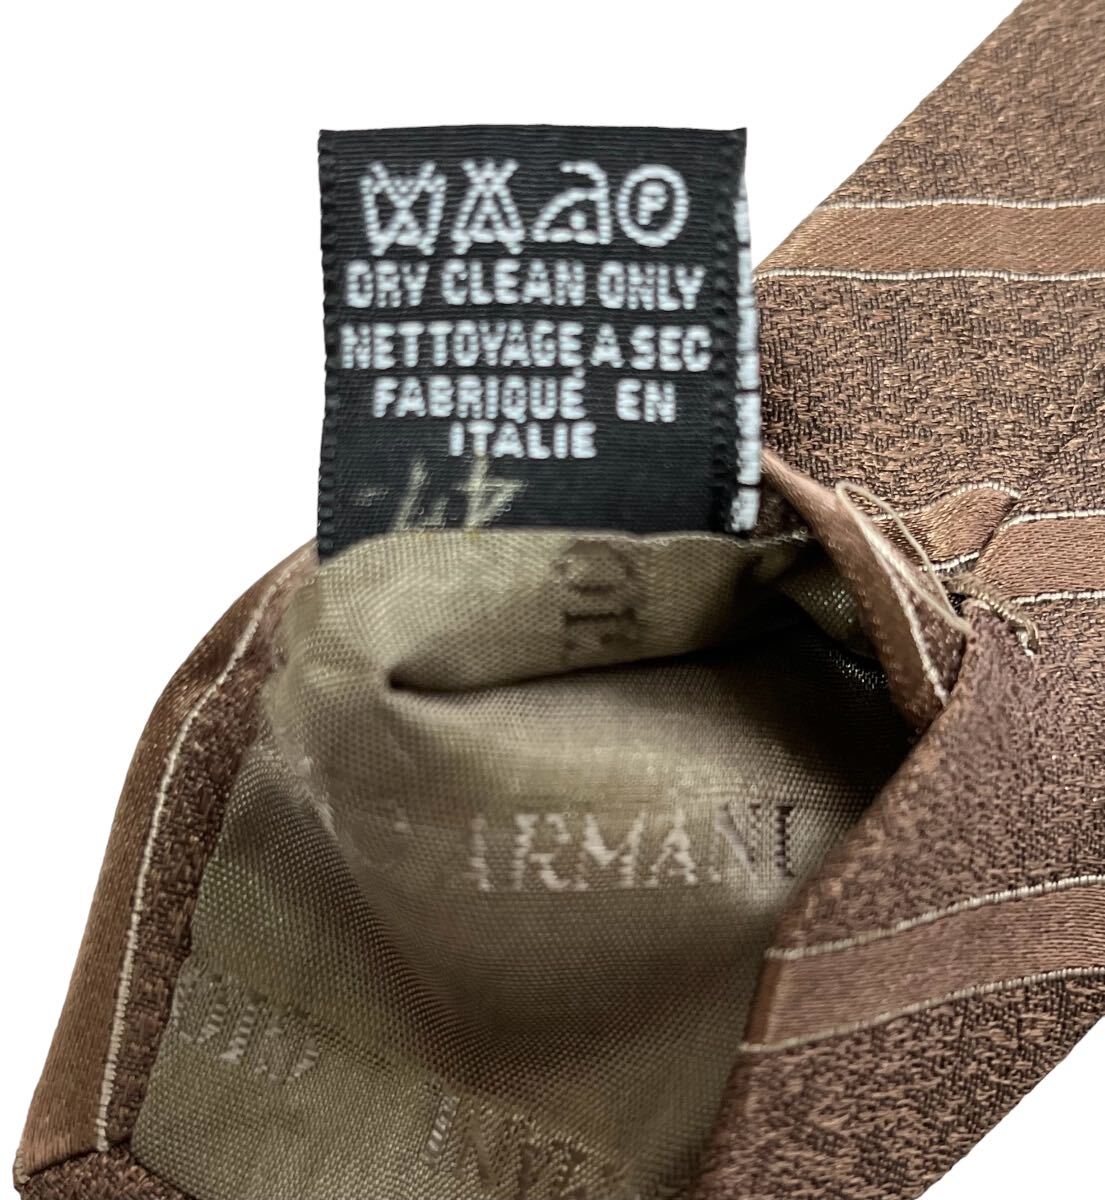 P
DRY CLEAN ONLY
NETTOYAGE A SEC
FABRIQUÉ EN
ITALIE
ARMANI